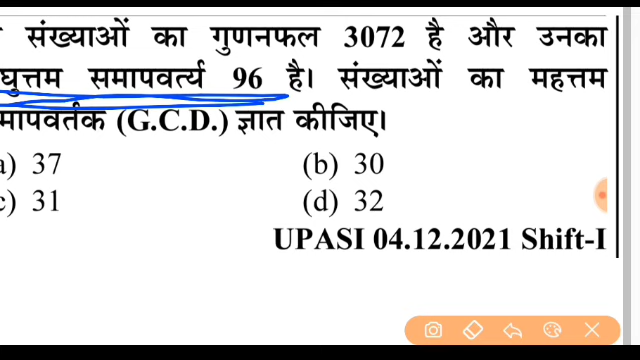 संख्याओं का गुणनफल 3072 है और उनका
घुत्तम समापवर्त्य 96 है। संख्याओं का महत्तम
मापवर्तक (G.C.D.) ज्ञात कीजिए।
a) 37 (b) 30
c) 31 (d) 32
UPASI 04.12.2021 Shift-I